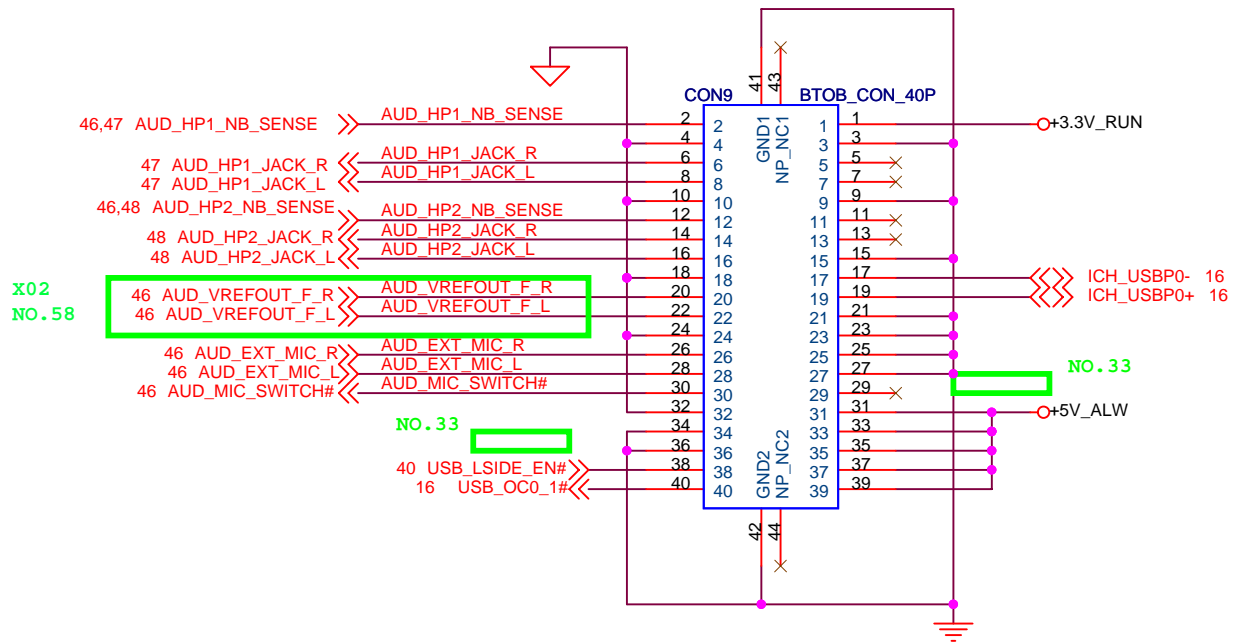 41
43
CON9
BTOB_CON_40P
GND1
NP_NC1
46,47 AUD_HP1_NB_SENSE
AUD_HP1_NB_SENSE
2
2
1
1
+3.3V_RUN
4
4
3
3
47 AUD_HP1_JACK_R
AUD_HP1_JACK_R
6
6
5
5
47 AUD_HP1_JACK_L
AUD_HP1_JACK_L
8
8
7
7
10
10
9
9
46,48 AUD_HP2_NB_SENSE
AUD_HP2_NB_SENSE
12
12
11
11
48 AUD_HP2_JACK_R
AUD_HP2_JACK_R
14
14
13
13
48 AUD_HP2_JACK_L
AUD_HP2_JACK_L
16
16
15
15
18
18
17
17
ICH_USBP0- 16
X02
NO.58
46 AUD_VREFOUT_F_R
AUD_VREFOUT_F_R
20
20
19
19
ICH_USBP0+ 16
46 AUD_VREFOUT_F_L
AUD_VREFOUT_F_L
22
22
21
21
24
24
23
23
46 AUD_EXT_MIC_R
AUD_EXT_MIC_R
26
26
25
25
46 AUD_EXT_MIC_L
AUD_EXT_MIC_L
28
28
27
27
NO.33
46 AUD_MIC_SWITCH#
AUD_MIC_SWITCH#
30
30
29
29
32
32
31
31
+5V_ALW
NO.33
34
34
33
33
36
36
35
35
40 USB_LSIDE_EN#
38
38
37
37
16 USB_OC0_1#
40
40
39
39
GND2
NP_NC2
42
44